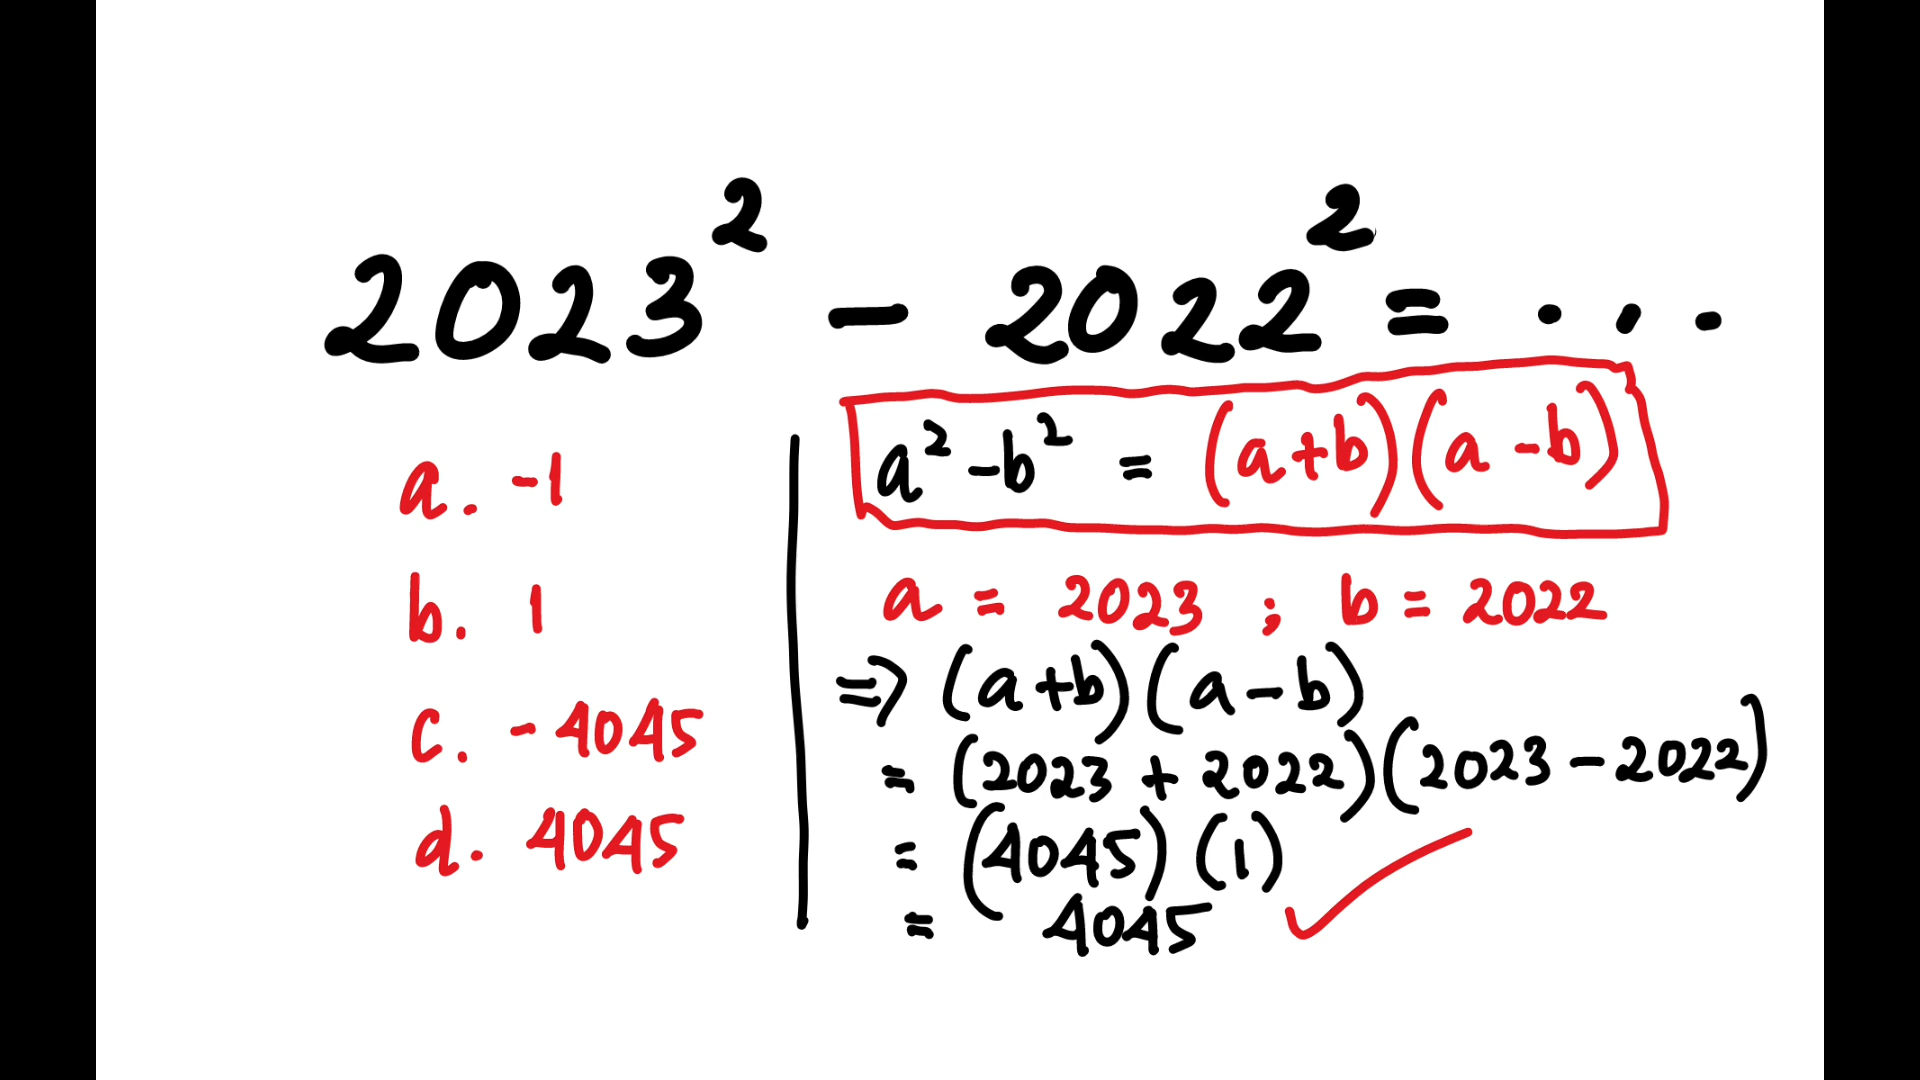 2023² - 2022² = ...
a. -1
b. 1
c. -4045
d. 4045
a² - b² = (a+b)(a-b)
a = 2023 ; b = 2022
=> (a+b)(a-b)
= (2023 + 2022)(2023 - 2022)
= (4045)(1)
= 4045 ✓